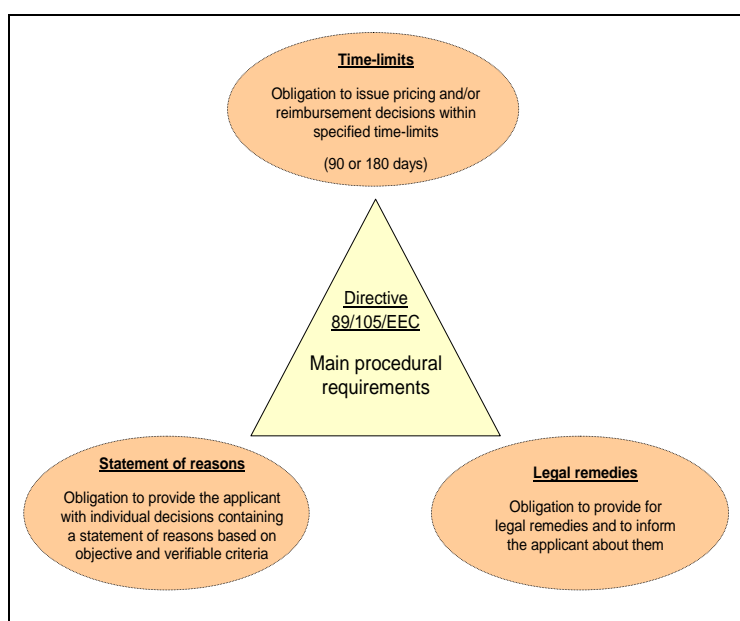 Time-limits
Obligation to issue pricing and/or
reimbursement decisions within
specified time-limits
(90 or 180 days)
Directive
89/105/EEC
Main procedural
requirements
Statement of reasons
Obligation to provide the applicant
with individual decisions containing
a statement of reasons based on
objective and verifiable criteria
Legal remedies
Obligation to provide for
legal remedies and to inform
the applicant about them